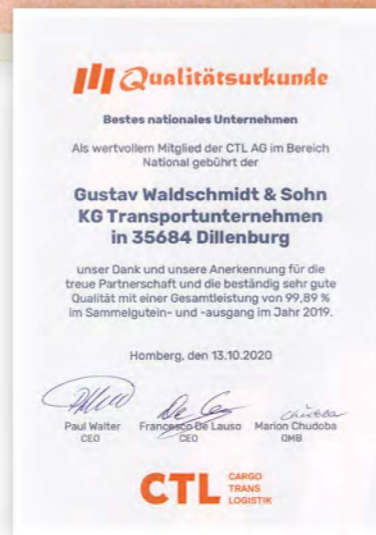 Qualitätsurkunde
Bestes nationales Unternehmen
Als wertvollem Mitglied der CTL AG im Bereich
National gebührt der
Gustav Waldschmidt & Sohn
KG Transportunternehmen
in 35684 Dillenburg
unser Dank und unsere Anerkennung für die
treue Partnerschaft und die beständig sehr gute
Qualität mit einer Gesamtleistung von 99,89 %
im Sammelgutein- und -ausgang im Jahr 2019.
Homberg, den 13.10.2020
Chudoba
Paul Walter Francesco De Lauso Marion Chudoba
CEO CEO QMB
CTL CARGO
TRANS
LOGISTIK